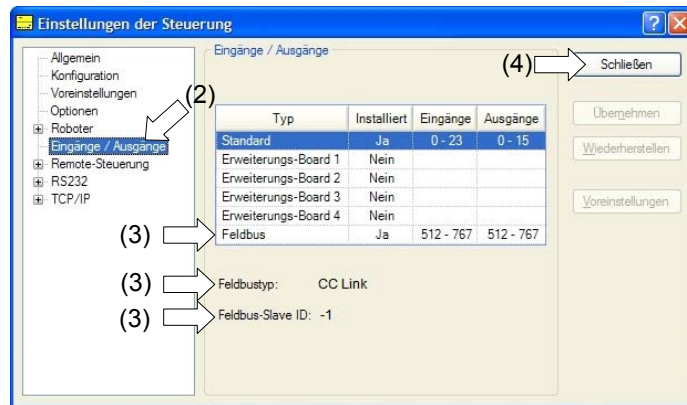 Einstellungen der Steuerung
Allgemein
Konfiguration
Voreinstellungen
Optionen
Roboter
Eingänge / Ausgänge
Remote-Steuerung
RS232
TCP/IP
(2)
Eingänge / Ausgänge
Typ Installiert Eingänge Ausgänge
Standard Ja 0 - 23 0 - 15
Erweiterungs-Board 1 Nein
Erweiterungs-Board 2 Nein
Erweiterungs-Board 3 Nein
Erweiterungs-Board 4 Nein
(3) Feldbus Ja 512 - 767 512 - 767
(3) Feldbustyp: CC Link
(3) Feldbus-Slave ID: -1
(4) Schließen
Übernehmen
Wiederherstellen
Voreinstellungen